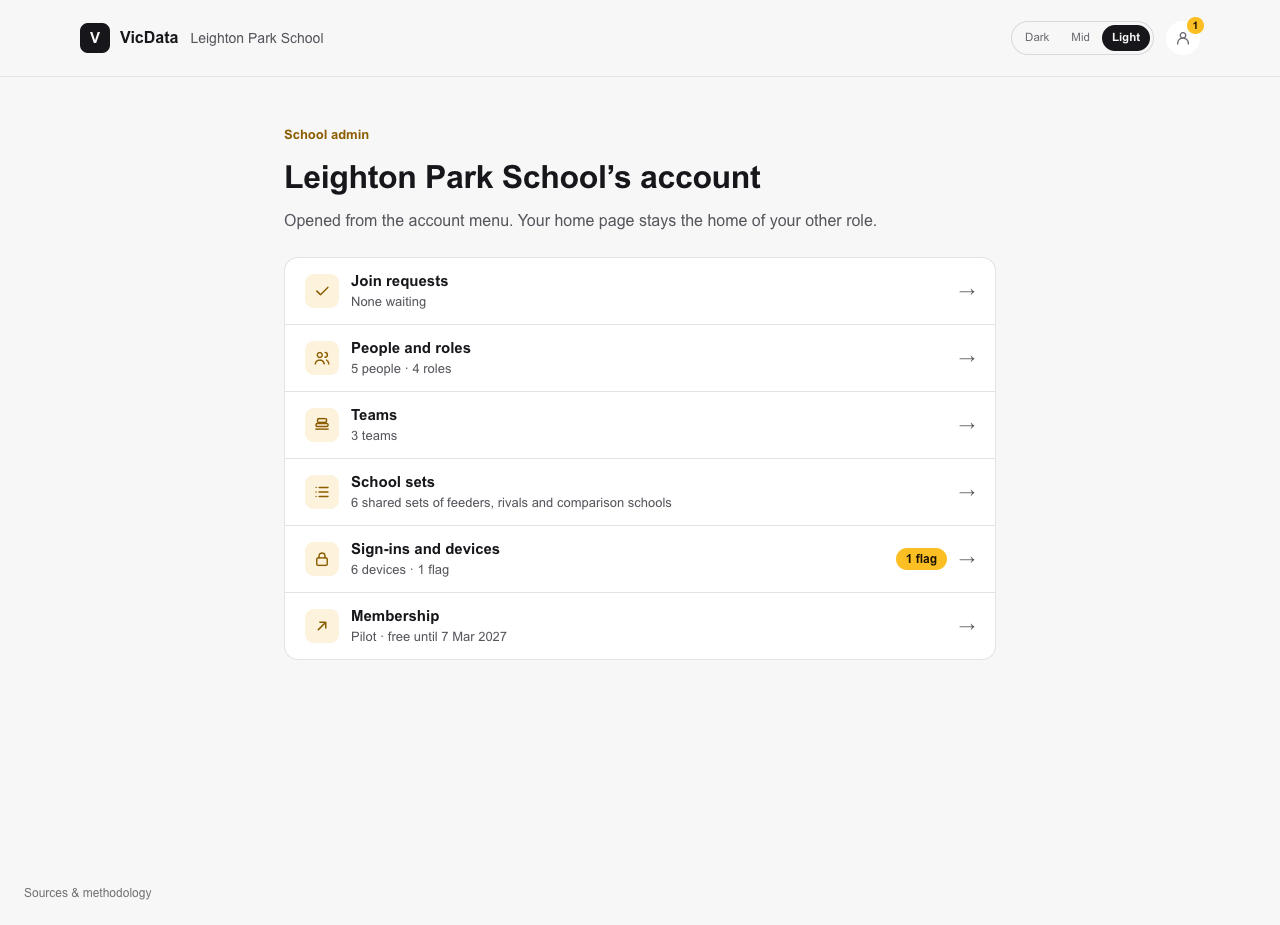 V VicData Leighton Park School Dark Mid Light 1
School admin
Leighton Park School’s account
Opened from the account menu. Your home page stays the home of your other role.
Join requests
None waiting
People and roles
5 people · 4 roles
Teams
3 teams
School sets
6 shared sets of feeders, rivals and comparison schools
Sign-ins and devices
6 devices · 1 flag
1 flag
Membership
Pilot · free until 7 Mar 2027
Sources & methodology